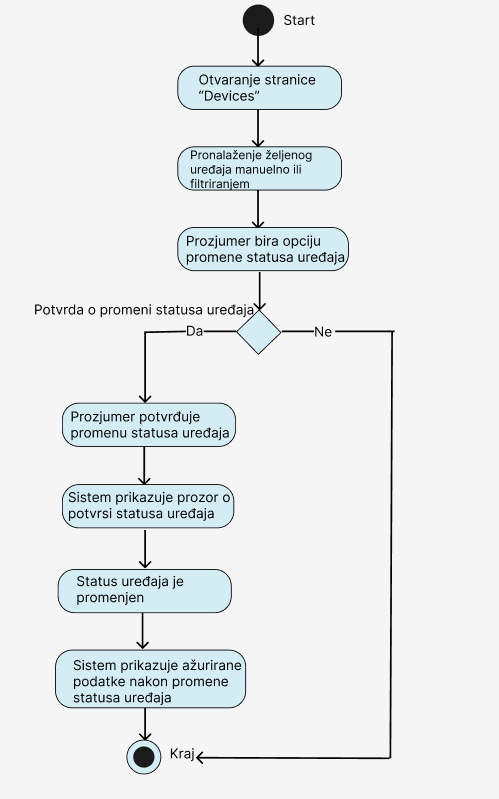 Start
Otvaranje stranice
“Devices”
Pronalaženje željenog
uređaja manuelno ili
filtriranjem
Prozjumer bira opciju
promene statusa uređaja
Potvrda o promeni statusa uređaja
Da
Ne
Prozjumer potvrđuje
promenu statusa uređaja
Sistem prikazuje prozor o
potvrsi statusa uređaja
Status uređaja je
promenjen
Sistem prikazuje ažurirane
podatke nakon promene
statusa uređaja
Kraj